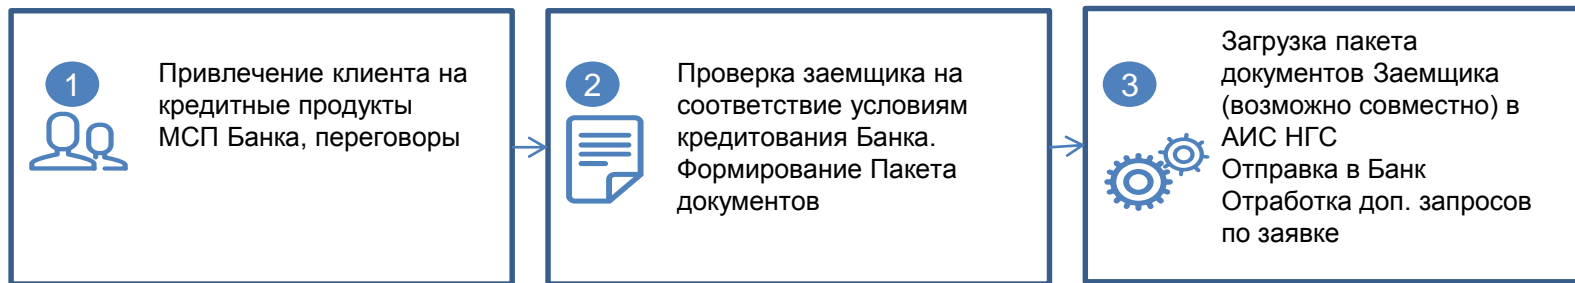 1
Привлечение клиента на
кредитные продукты
МСП Банка, переговоры
2
Проверка заемщика на
соответствие условиям
кредитования Банка.
Формирование Пакета
документов
3
Загрузка пакета
документов Заемщика
(возможно совместно) в
АИС НГС
Отправка в Банк
Отработка доп. запросов
по заявке